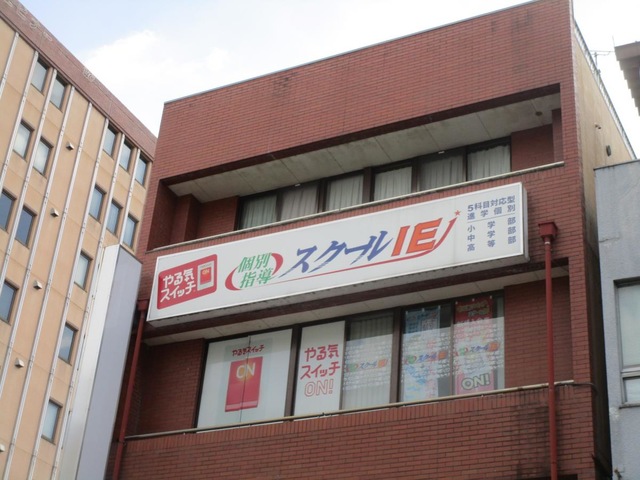 やる気
スイッチ
個別
指導
スクールIE
5科目対応型
進学個別
小学部
中学部
高等部
やる気スイッチ
ON
やる気
スイッチ
ON!
ON!